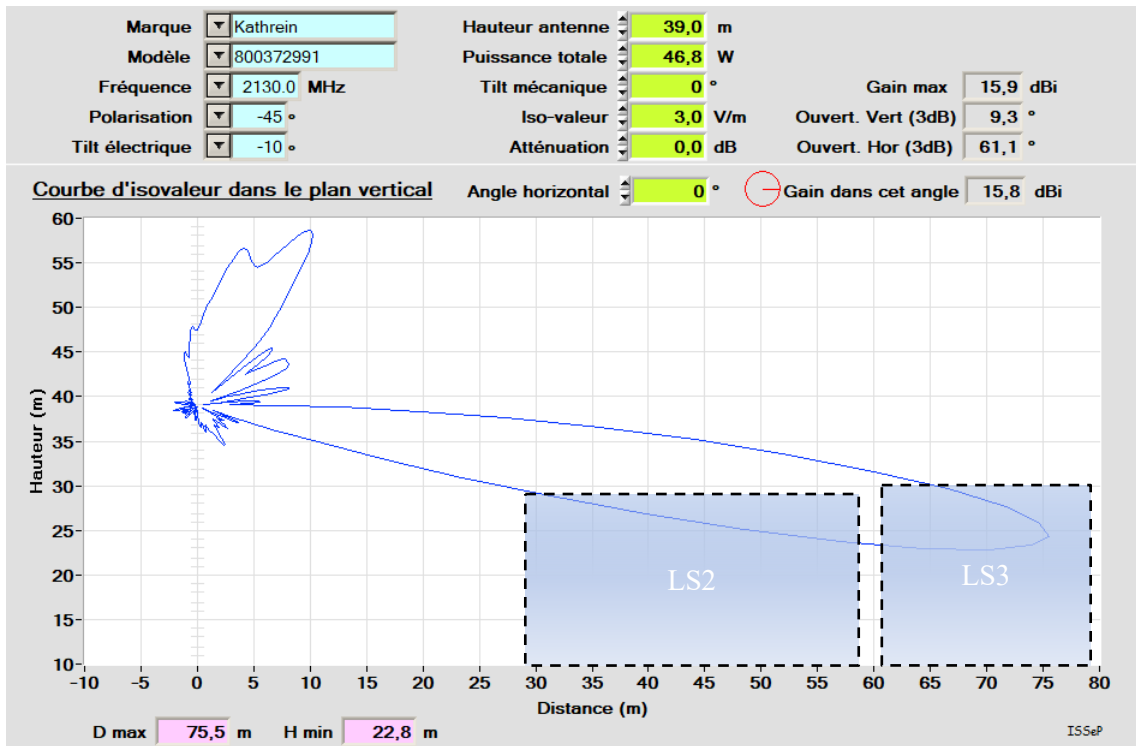 Marque Kathrein Hauteur antenne 39,0 m
Modèle 800372991 Puissance totale 46,8 W
Fréquence 2130.0 MHz Tilt mécanique 0 ° Gain max 15,9 dBi
Polarisation -45 ° Iso-valeur 3,0 V/m Ouvert. Vert (3dB) 9,3 °
Tilt électrique -10 ° Atténuation 0,0 dB Ouvert. Hor (3dB) 61,1 °
Courbe d'isovaleur dans le plan vertical Angle horizontal 0 ° Gain dans cet angle 15,8 dBi
60-
55-
50-
45-
40-
35-
30-
25-
20-
15-
10-
Hauteur (m)
LS2
LS3
-10 -5 0 5 10 15 20 25 30 35 40 45 50 55 60 65 70 75 80
Distance (m)
D max 75,5 m H min 22,8 m
ISSeP